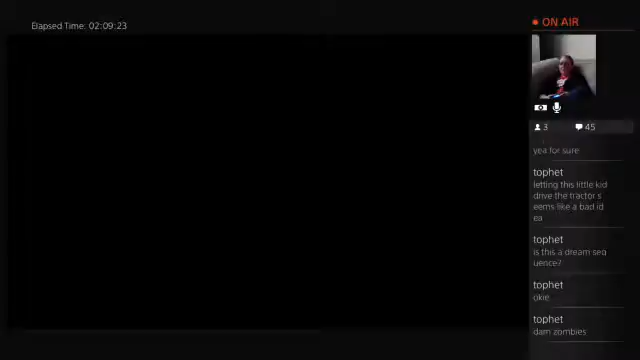 Elapsed Time: 02:09:23
ON AIR
3
45
yea for sure
tophet
letting this little kid
drive the tractor s
eems like a bad id
ea
tophet
is this a dream seq
uence?
tophet
okie
tophet
dam zombies